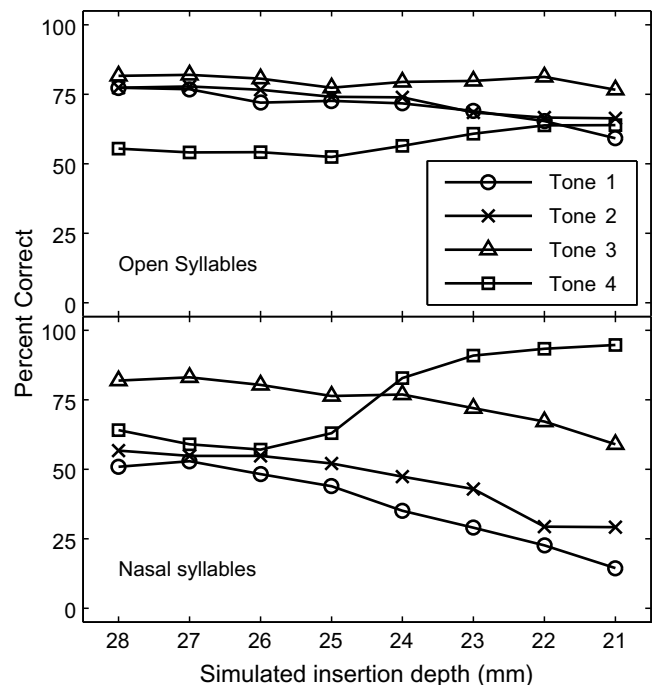 100
75
50
25
0
Open Syllables
Tone 1
Tone 2
Tone 3
Tone 4
Percent Correct
100
75
50
25
0
Nasal syllables
28 27 26 25 24 23 22 21
Simulated insertion depth (mm)